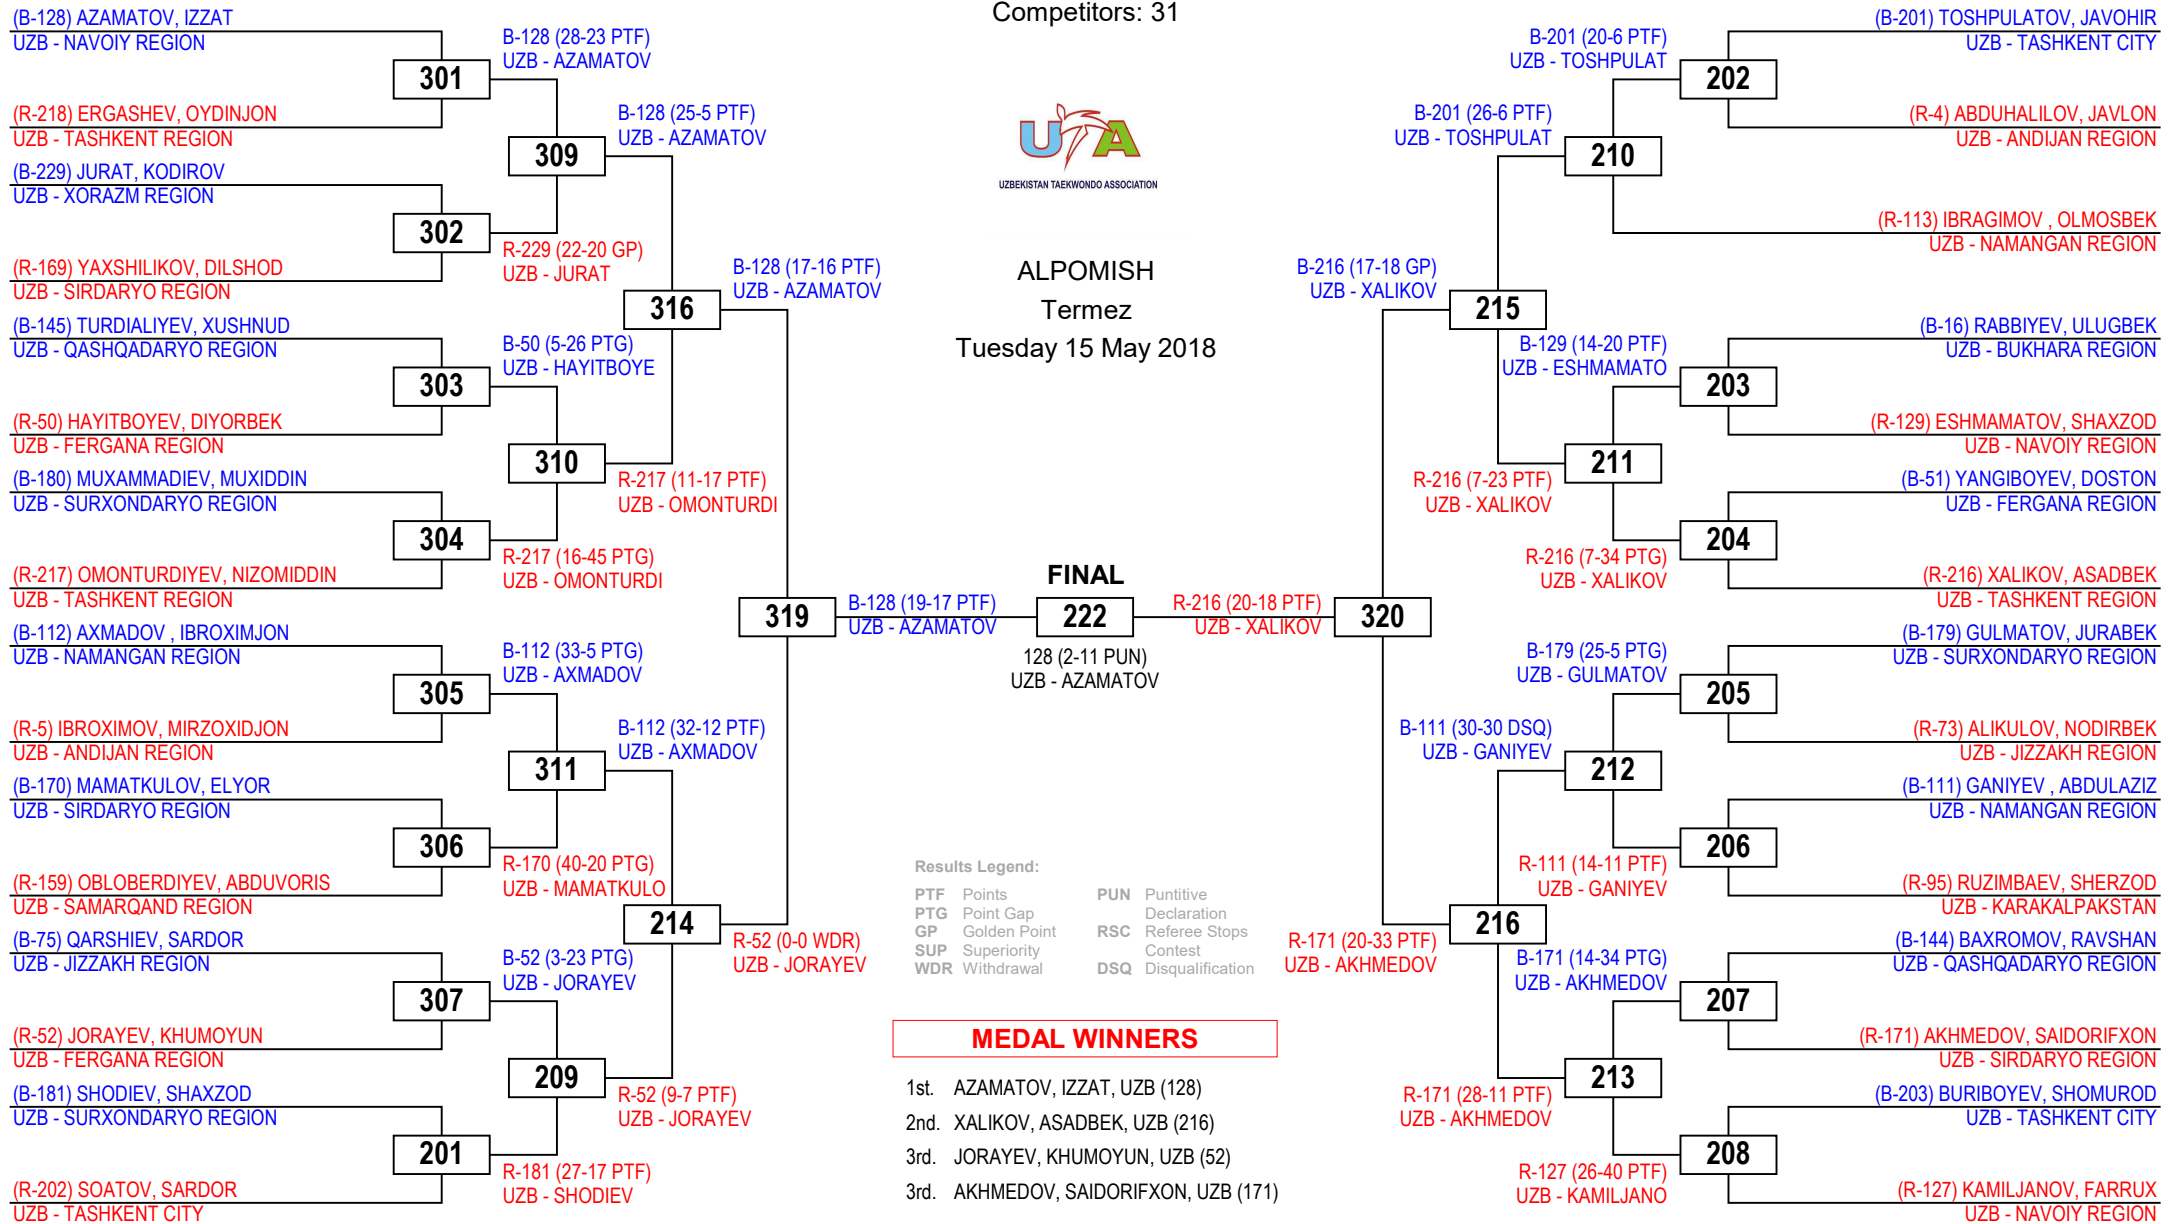 Competitors: 31
UZA
UZBEKISTAN TAEKWONDO ASSOCIATION
ALPOMISH
Termez
Tuesday 15 May 2018
(B-128) AZAMATOV, IZZAT
UZB - NAVOIY REGION
301
(R-218) ERGASHEV, OYDINJON
UZB - TASHKENT REGION
(B-229) JURAT, KODIROV
UZB - XORAZM REGION
302
(R-169) YAXSHILIKOV, DILSHOD
UZB - SIRDARYO REGION
(B-145) TURDIALIYEV, XUSHNUD
UZB - QASHQADARYO REGION
303
(R-50) HAYITBOYEV, DIYORBEK
UZB - FERGANA REGION
(B-180) MUXAMMADIEV, MUXIDDIN
UZB - SURXONDARYO REGION
304
(R-217) OMONTURDIYEV, NIZOMIDDIN
UZB - TASHKENT REGION
(B-112) AXMADOV , IBROXIMJON
UZB - NAMANGAN REGION
305
(R-5) IBROXIMOV, MIRZOXIDJON
UZB - ANDIJAN REGION
(B-170) MAMATKULOV, ELYOR
UZB - SIRDARYO REGION
306
(R-159) OBLOBERDIYEV, ABDUVORIS
UZB - SAMARQAND REGION
(B-75) QARSHIEV, SARDOR
UZB - JIZZAKH REGION
307
(R-52) JORAYEV, KHUMOYUN
UZB - FERGANA REGION
(B-181) SHODIEV, SHAXZOD
UZB - SURXONDARYO REGION
201
(R-202) SOATOV, SARDOR
UZB - TASHKENT CITY
B-128 (28-23 PTF)
UZB - AZAMATOV
309
R-229 (22-20 GP)
UZB - JURAT
B-50 (5-26 PTG)
UZB - HAYITBOYE
310
R-217 (16-45 PTG)
UZB - OMONTURDI
B-112 (33-5 PTG)
UZB - AXMADOV
311
R-170 (40-20 PTG)
UZB - MAMATKULO
B-52 (3-23 PTG)
UZB - JORAYEV
209
R-181 (27-17 PTF)
UZB - SHODIEV
B-128 (25-5 PTF)
UZB - AZAMATOV
316
R-217 (11-17 PTF)
UZB - OMONTURDI
B-112 (32-12 PTF)
UZB - AXMADOV
214
R-52 (9-7 PTF)
UZB - JORAYEV
B-128 (17-16 PTF)
UZB - AZAMATOV
319
R-52 (0-0 WDR)
UZB - JORAYEV
B-128 (19-17 PTF)
UZB - AZAMATOV
FINAL
222
128 (2-11 PUN)
UZB - AZAMATOV
R-216 (20-18 PTF)
UZB - XALIKOV
320
B-216 (17-18 GP)
UZB - XALIKOV
R-171 (20-33 PTF)
UZB - AKHMEDOV
B-201 (26-6 PTF)
UZB - TOSHPULAT
215
R-216 (7-23 PTF)
UZB - XALIKOV
B-111 (30-30 DSQ)
UZB - GANIYEV
216
R-171 (28-11 PTF)
UZB - AKHMEDOV
B-201 (20-6 PTF)
UZB - TOSHPULAT
210
B-129 (14-20 PTF)
UZB - ESHMAMATO
211
R-216 (7-34 PTG)
UZB - XALIKOV
B-179 (25-5 PTG)
UZB - GULMATOV
212
R-111 (14-11 PTF)
UZB - GANIYEV
B-171 (14-34 PTG)
UZB - AKHMEDOV
213
R-127 (26-40 PTF)
UZB - KAMILJANO
(B-201) TOSHPULATOV, JAVOHIR
UZB - TASHKENT CITY
202
(R-4) ABDUHALILOV, JAVLON
UZB - ANDIJAN REGION
(R-113) IBRAGIMOV , OLMOSBEK
UZB - NAMANGAN REGION
(B-16) RABBIYEV, ULUGBEK
UZB - BUKHARA REGION
203
(R-129) ESHMAMATOV, SHAXZOD
UZB - NAVOIY REGION
(B-51) YANGIBOYEV, DOSTON
UZB - FERGANA REGION
204
(R-216) XALIKOV, ASADBEK
UZB - TASHKENT REGION
(B-179) GULMATOV, JURABEK
UZB - SURXONDARYO REGION
205
(R-73) ALIKULOV, NODIRBEK
UZB - JIZZAKH REGION
(B-111) GANIYEV , ABDULAZIZ
UZB - NAMANGAN REGION
206
(R-95) RUZIMBAEV, SHERZOD
UZB - KARAKALPAKSTAN
(B-144) BAXROMOV, RAVSHAN
UZB - QASHQADARYO REGION
207
(R-171) AKHMEDOV, SAIDORIFXON
UZB - SIRDARYO REGION
(B-203) BURIBOYEV, SHOMUROD
UZB - TASHKENT CITY
208
(R-127) KAMILJANOV, FARRUX
UZB - NAVOIY REGION
Results Legend:
PTF Points
PTG Point Gap
GP Golden Point
SUP Superiority
WDR Withdrawal
PUN Puntitive
Declaration
RSC Referee Stops
Contest
DSQ Disqualification
MEDAL WINNERS
1st. AZAMATOV, IZZAT, UZB (128)
2nd. XALIKOV, ASADBEK, UZB (216)
3rd. JORAYEV, KHUMOYUN, UZB (52)
3rd. AKHMEDOV, SAIDORIFXON, UZB (171)